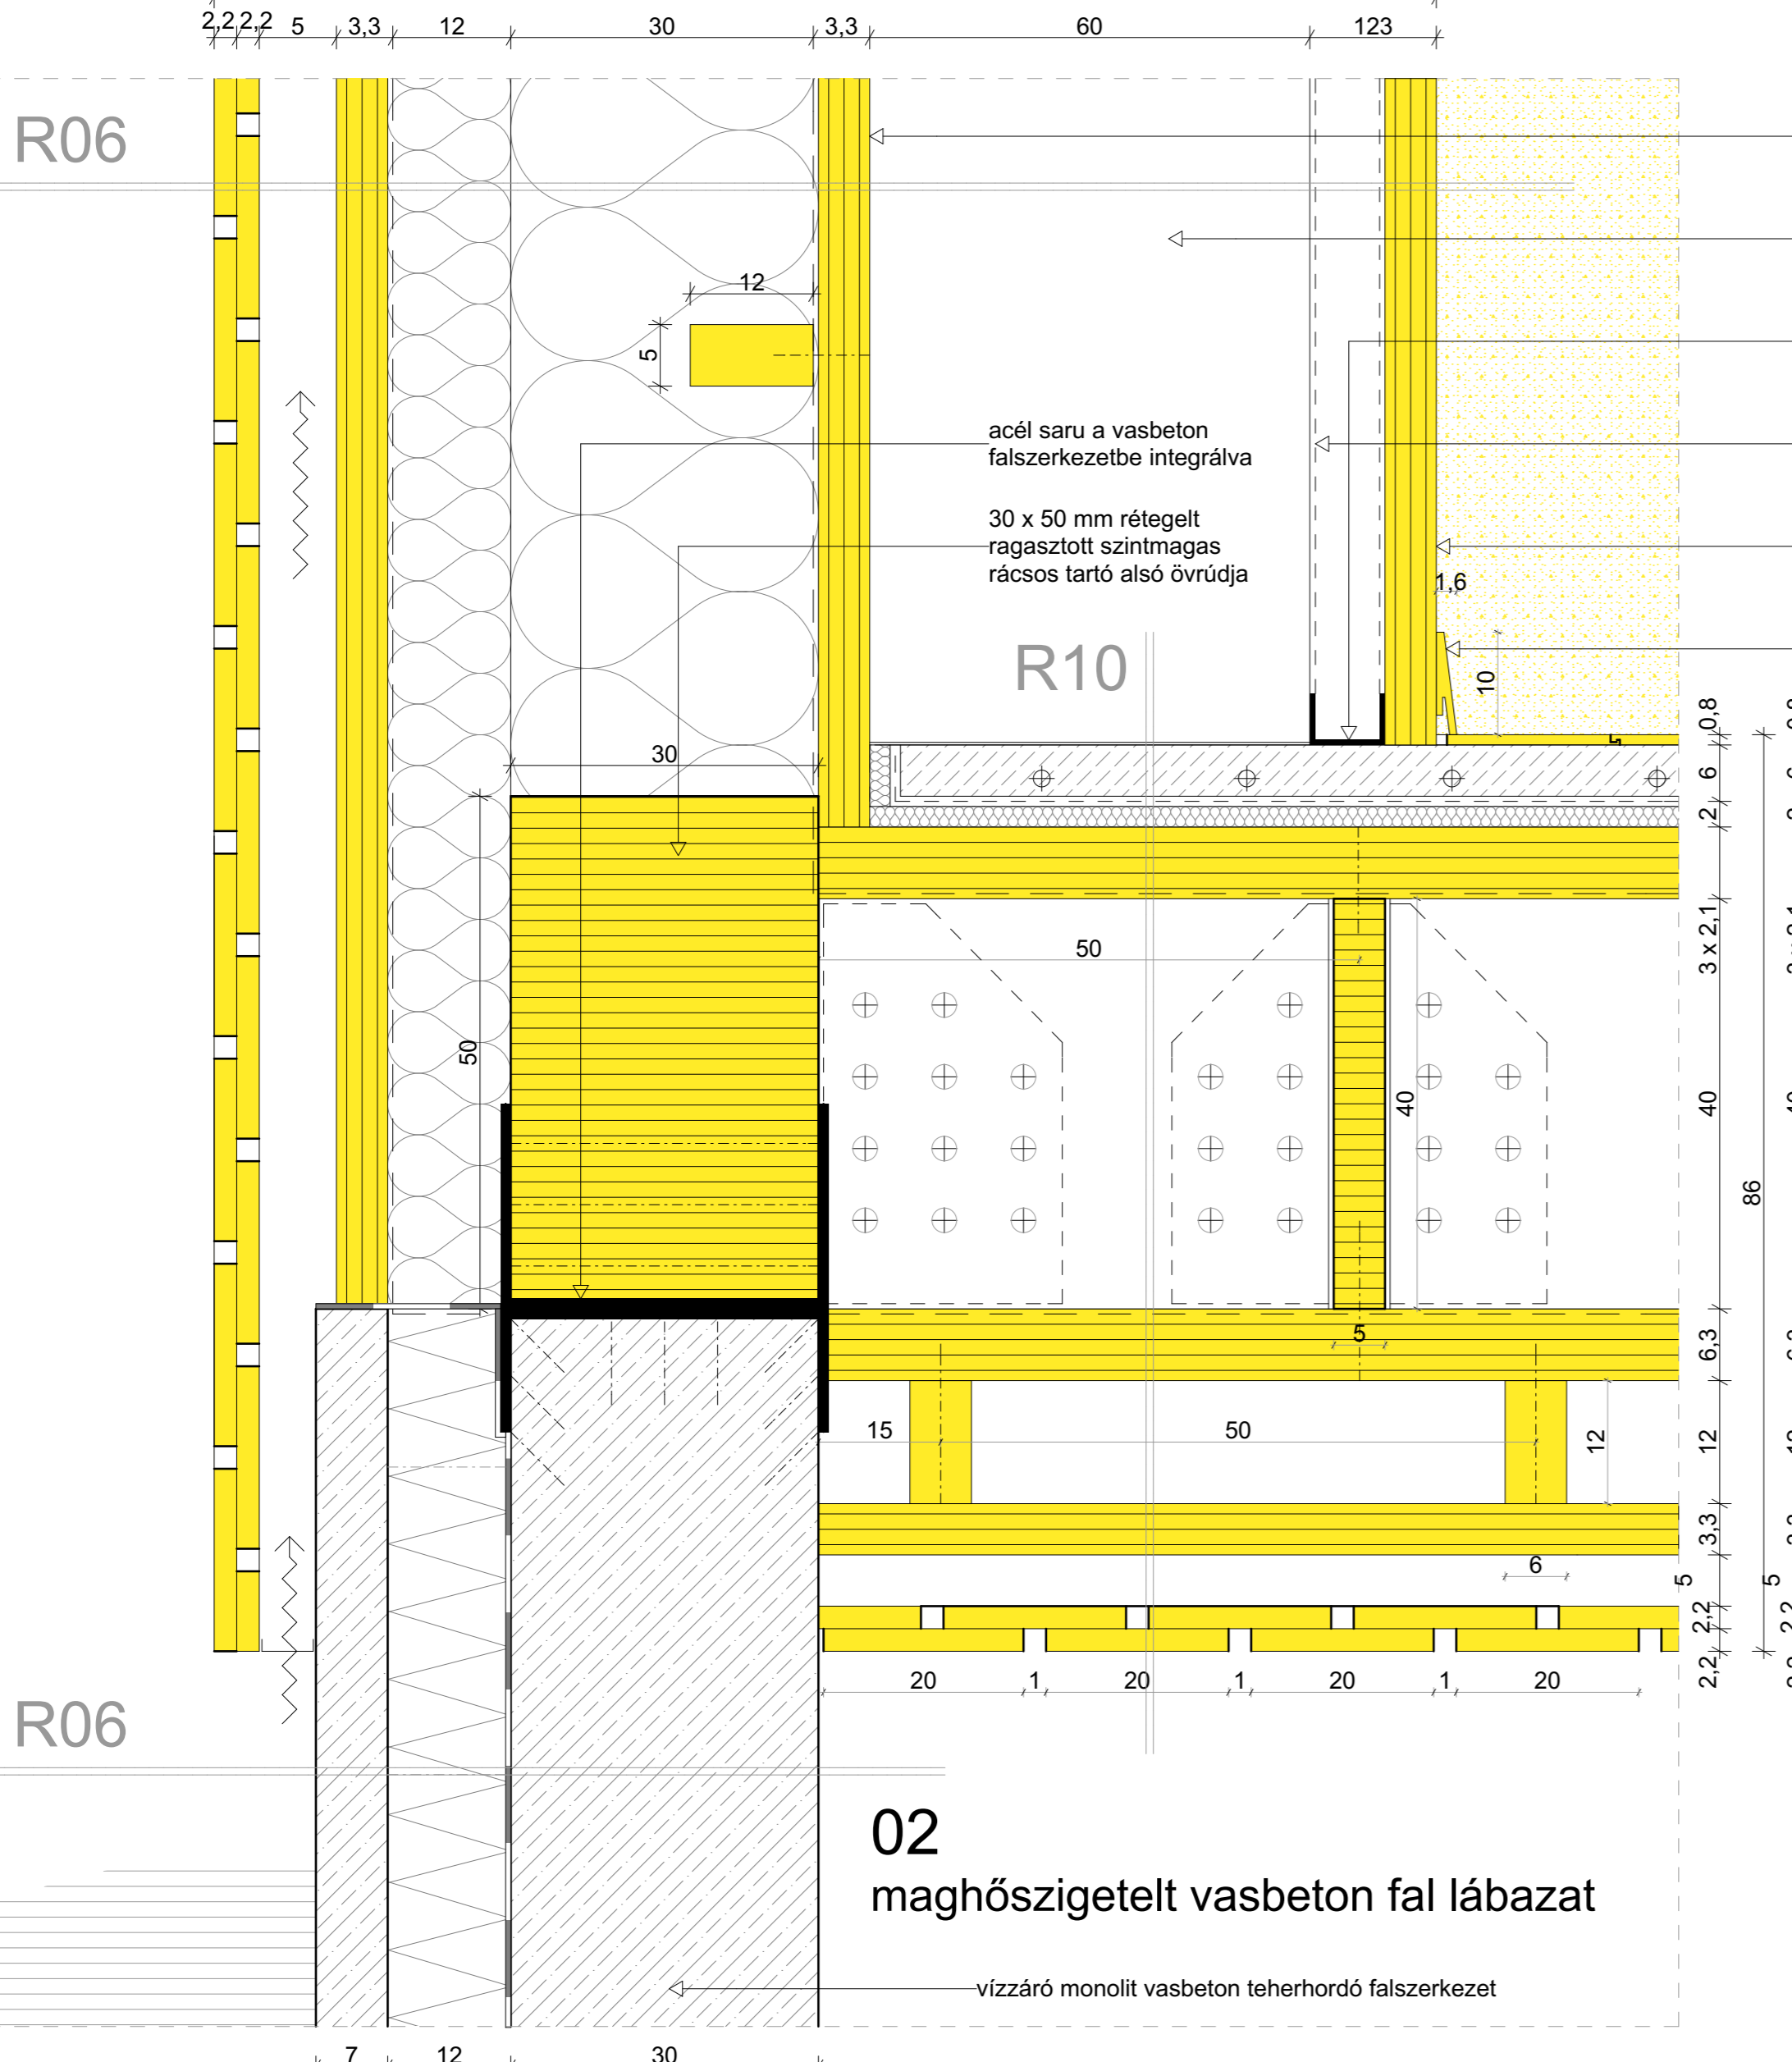 2,2 2,2 5 3,3 12 30 3,3 60 123
R06
12
5
acél saru a vasbeton
falszerkezetbe integrálva
30 x 50 mm rétegelt
ragasztott szintmagas
rácsos tartó alsó övrúdja
1,6
R10
10
30
0,8
6
2
3 x 2,1
50
50
40
40
86
5
6,3
15
50
12
12
3,3
6
5
5
2,2
2,2
20 1 20 1 20 1 20
R06
02
maghőszigetelt vasbeton fal lábazat
vízzáró monolit vasbeton teherhordó falszerkezet
7 12 30